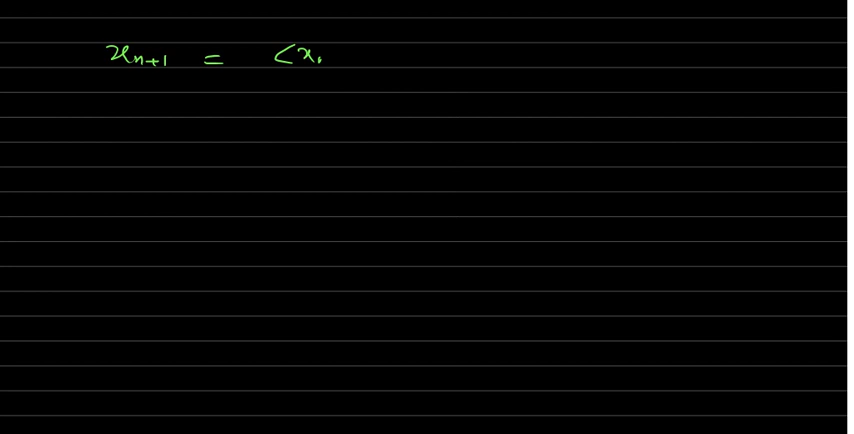 x_{n+1} = <x.